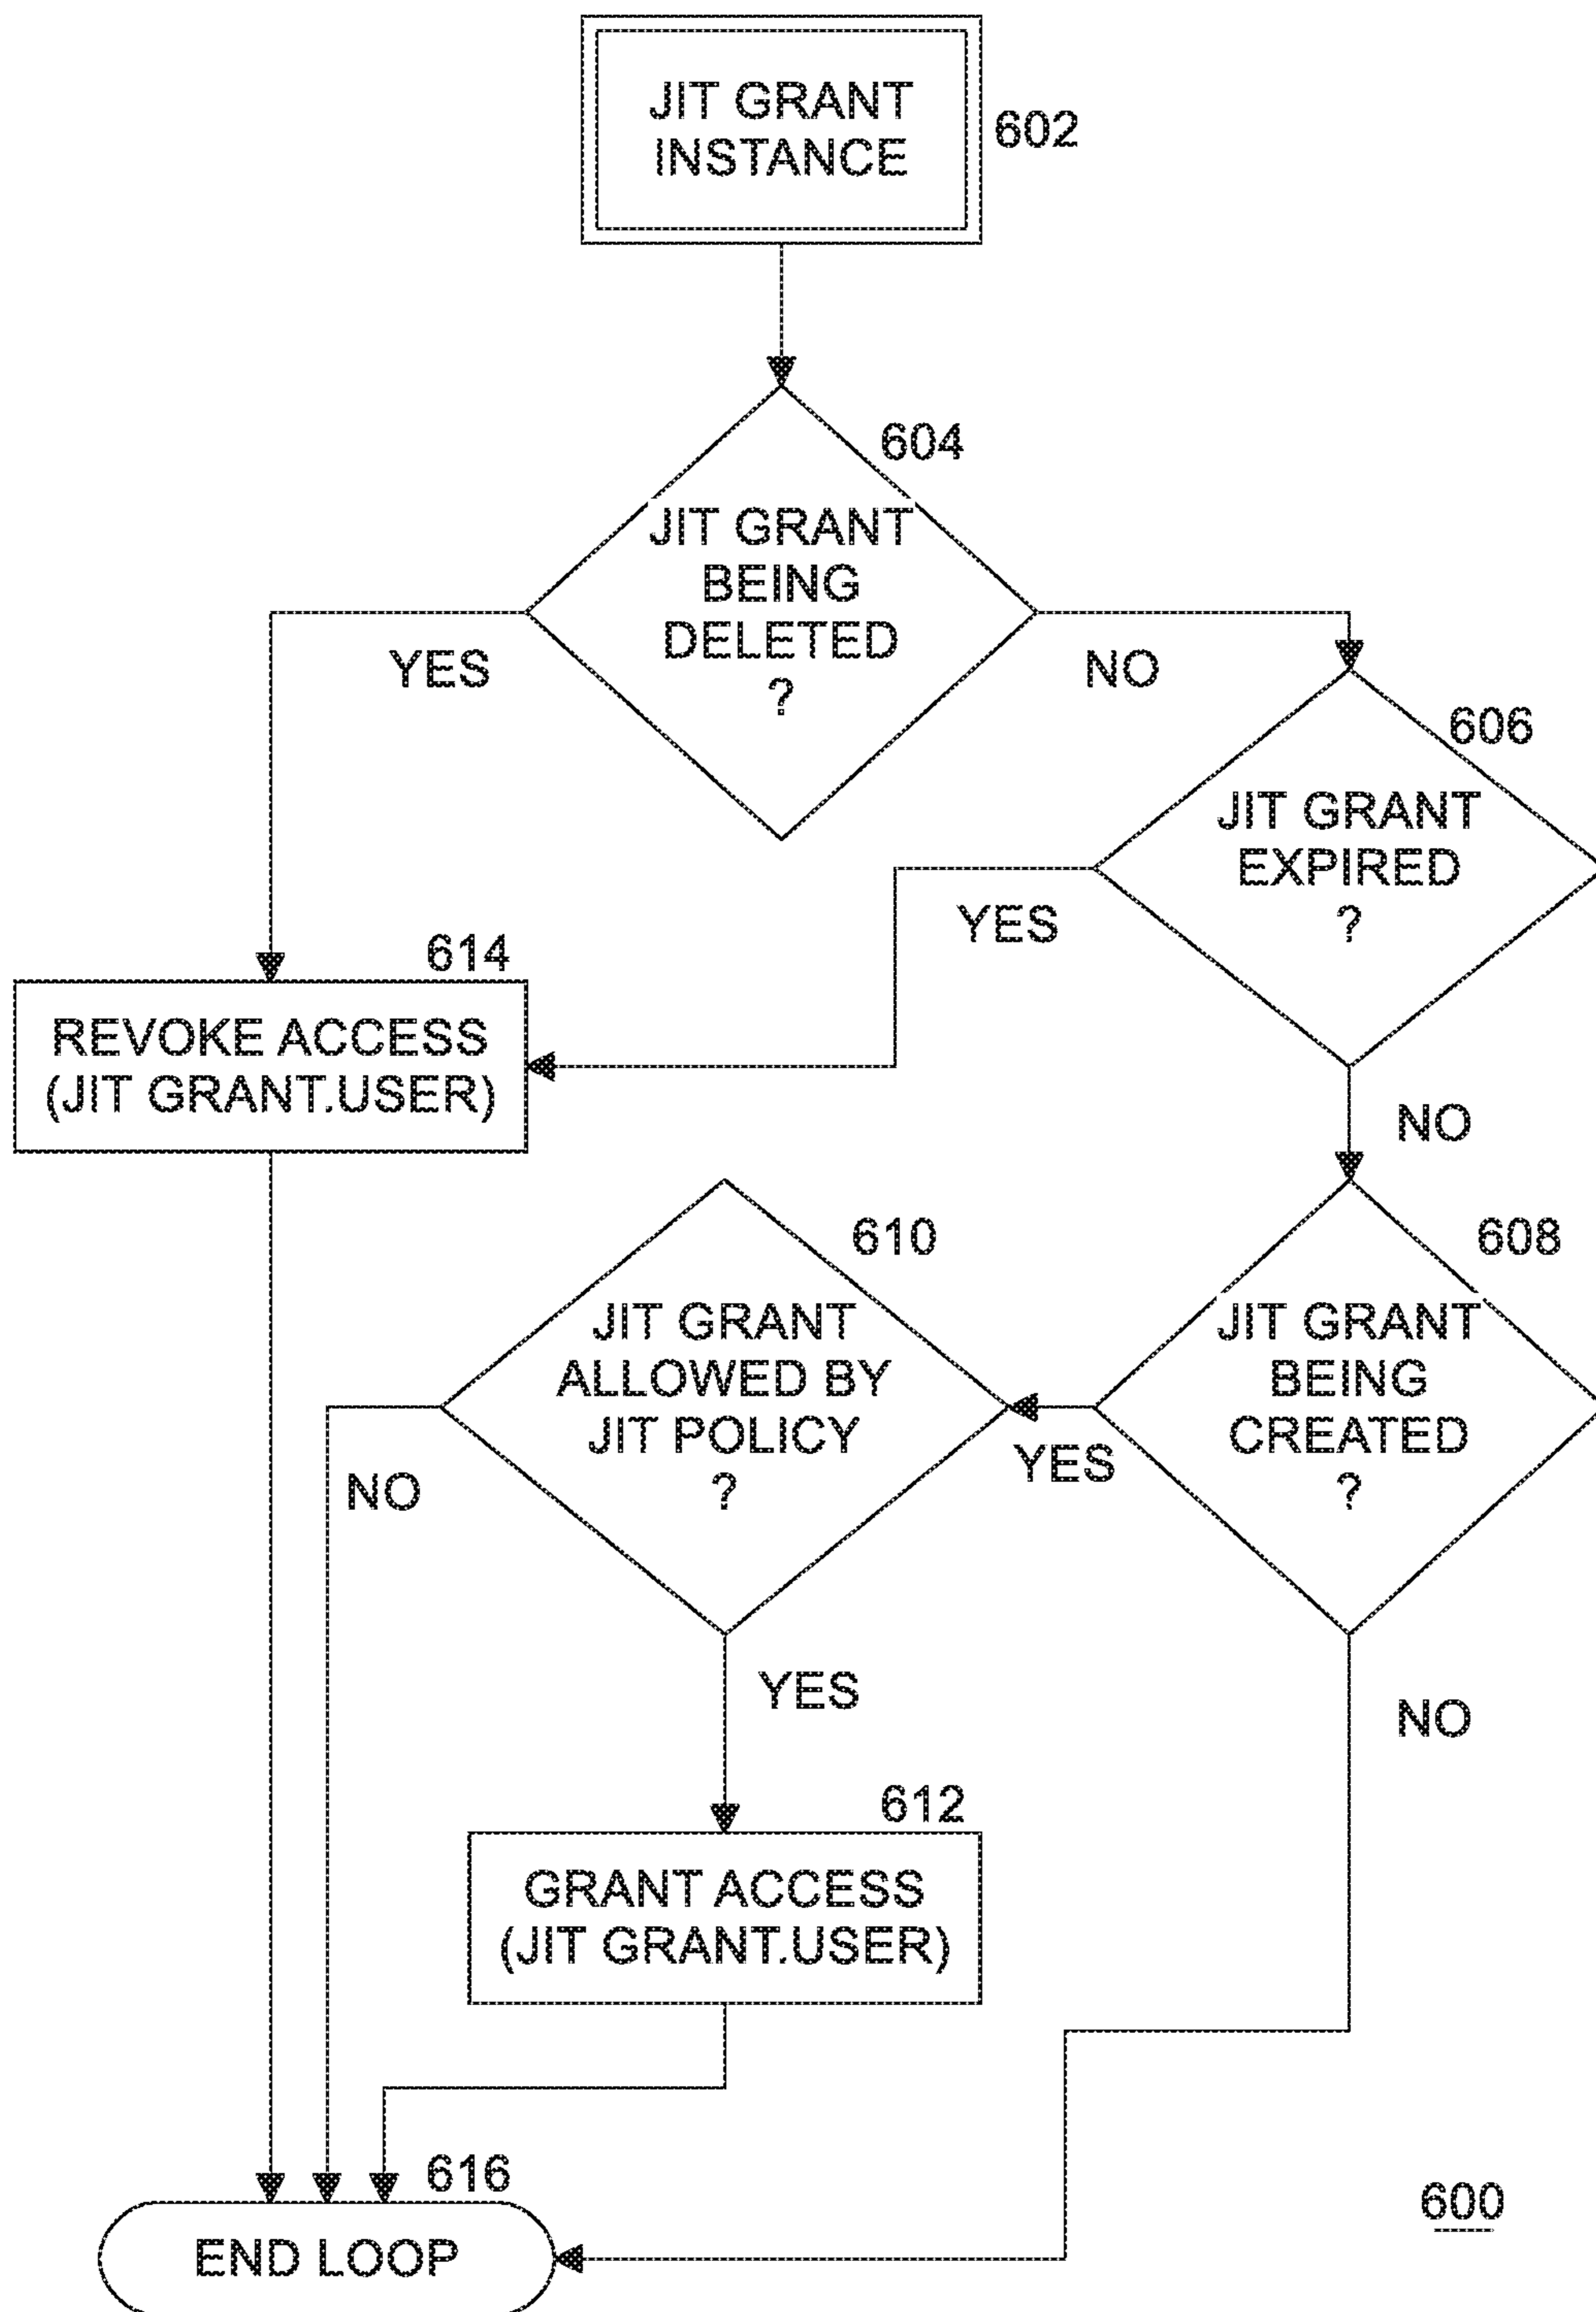 JIT GRANT
INSTANCE
602
604
JIT GRANT
BEING
DELETED
?
YES
NO
606
JIT GRANT
EXPIRED
?
YES
NO
614
REVOKE ACCESS
(JIT GRANT.USER)
610
JIT GRANT
ALLOWED BY
JIT POLICY
?
NO
YES
608
JIT GRANT
BEING
CREATED
?
YES
NO
612
GRANT ACCESS
(JIT GRANT.USER)
616
END LOOP
600